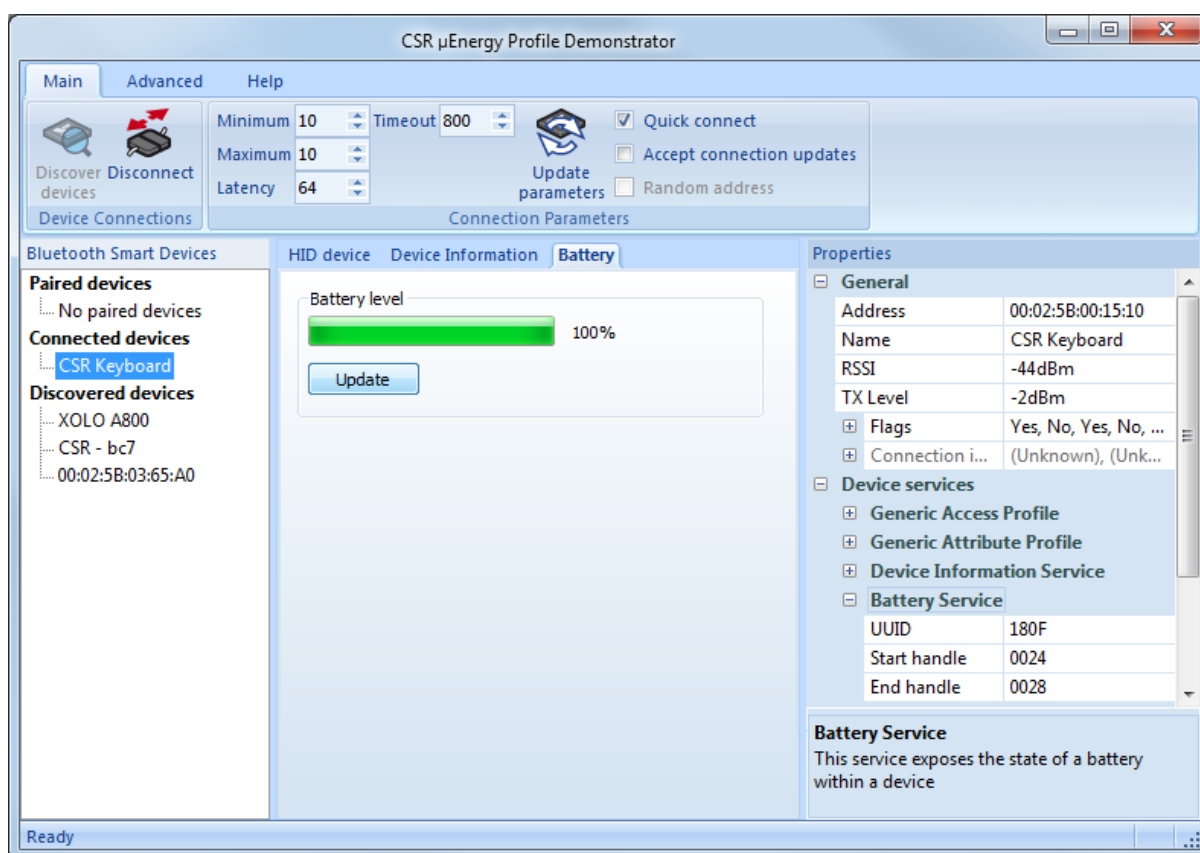 CSR µEnergy Profile Demonstrator
Main Advanced Help
Discover devices
Disconnect
Device Connections
Minimum 10
Maximum 10
Latency 64
Timeout 800
Update parameters
Quick connect
Accept connection updates
Random address
Connection Parameters
Bluetooth Smart Devices
Paired devices
No paired devices
Connected devices
CSR Keyboard
Discovered devices
XOLO A800
CSR - bc7
00:02:5B:03:65:A0
HID device Device Information Battery
Battery level
100%
Update
Properties
General
Address 00:02:5B:00:15:10
Name CSR Keyboard
RSSI -44dBm
TX Level -2dBm
Flags Yes, No, Yes, No, ...
Connection i... (Unknown), (Unk...
Device services
Generic Access Profile
Generic Attribute Profile
Device Information Service
Battery Service
UUID 180F
Start handle 0024
End handle 0028
Battery Service
This service exposes the state of a battery
within a device
Ready